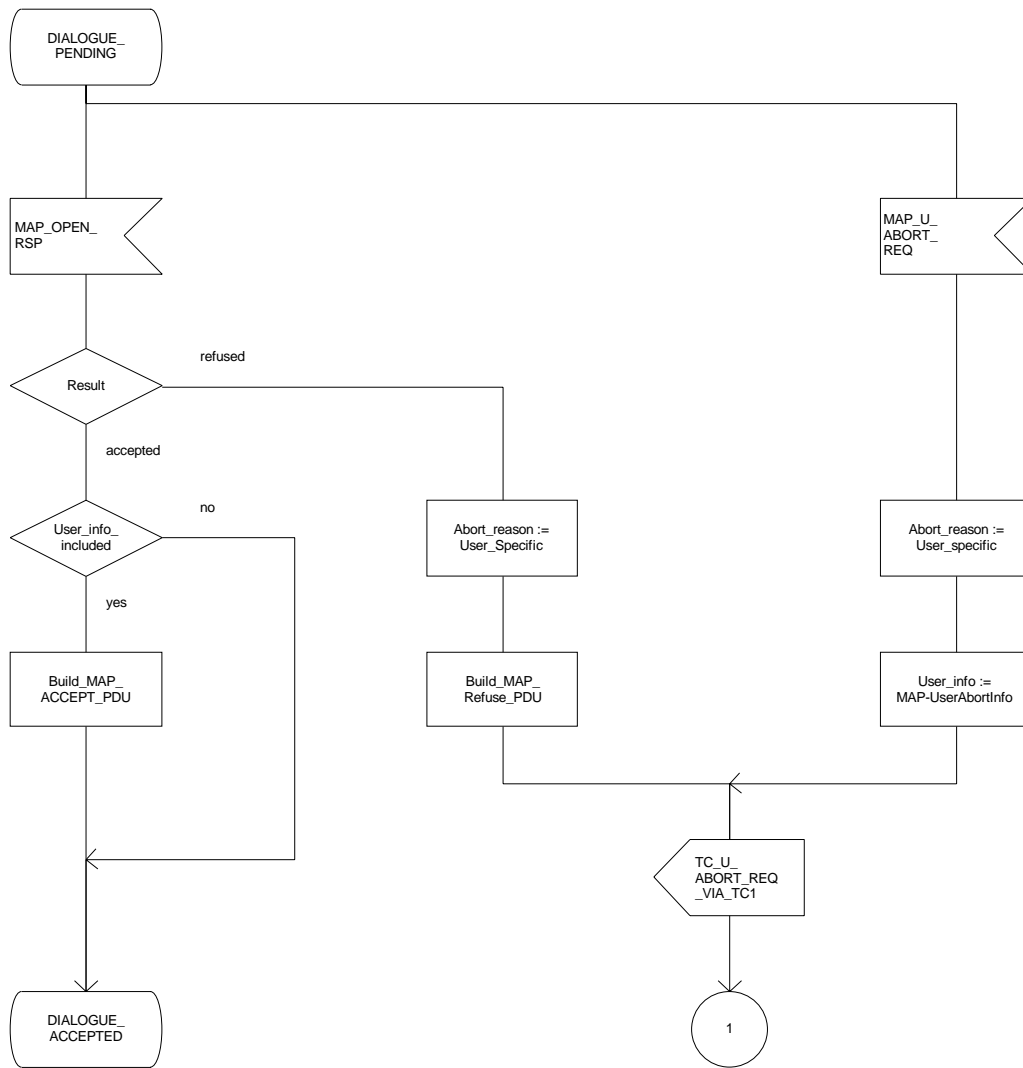 DIALOGUE_
PENDING
MAP_OPEN_
RSP
MAP_U_
ABORT_
REQ
refused
Result
accepted
no
User_info_
included
Abort_reason :=
User_Specific
Abort_reason :=
User_specific
yes
Build_MAP_
ACCEPT_PDU
Build_MAP_
Refuse_PDU
User_info :=
MAP-UserAbortInfo
TC_U_
ABORT_REQ
_VIA_TC1
DIALOGUE_
ACCEPTED
1